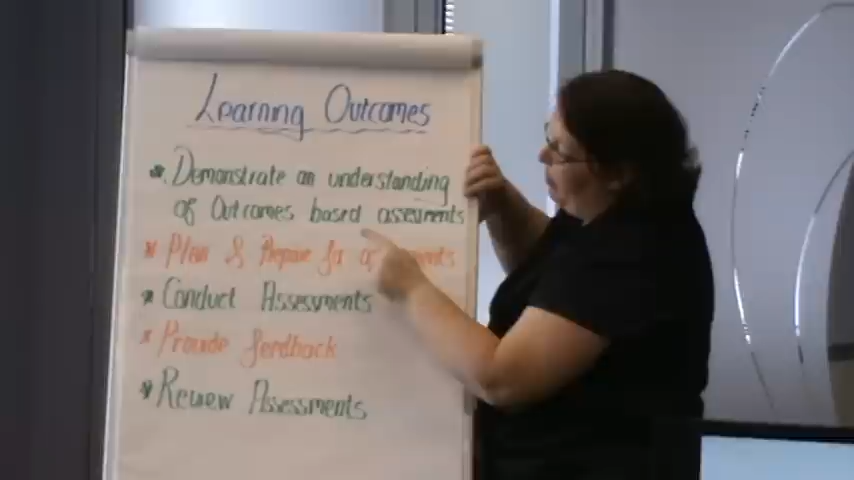 Learning Outcomes
* Demonstrate an understanding
of Outcomes based assesments
* Plan & Prepare for
* Conduct Assessments
* Provide feedback
* Review Assessments